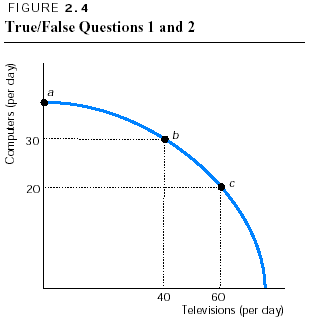 FIGURE 2.4
True/False Questions 1 and 2
Computers (per day)
a
30
b
20
c
40 60
Televisions (per day)